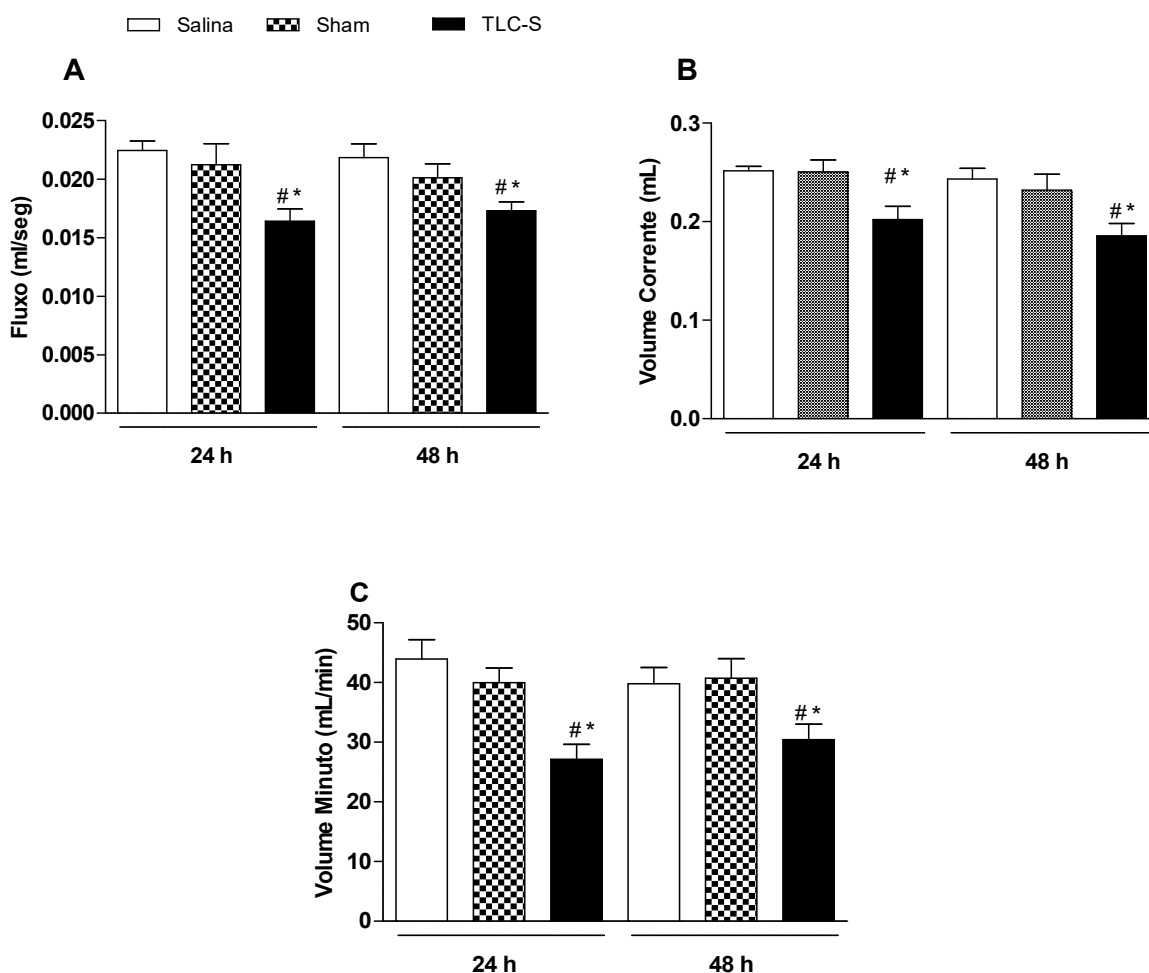 Salina Sham TLC-S
A
Fluxo (ml/seg)
0.025
0.020
0.015
0.010
0.005
0.000
# *
# *
24 h 48 h
B
Volume Corrente (mL)
0.3
0.2
0.1
0.0
# *
# *
24 h 48 h
C
Volume Minuto (mL/min)
50
40
30
20
10
0
# *
# *
24 h 48 h